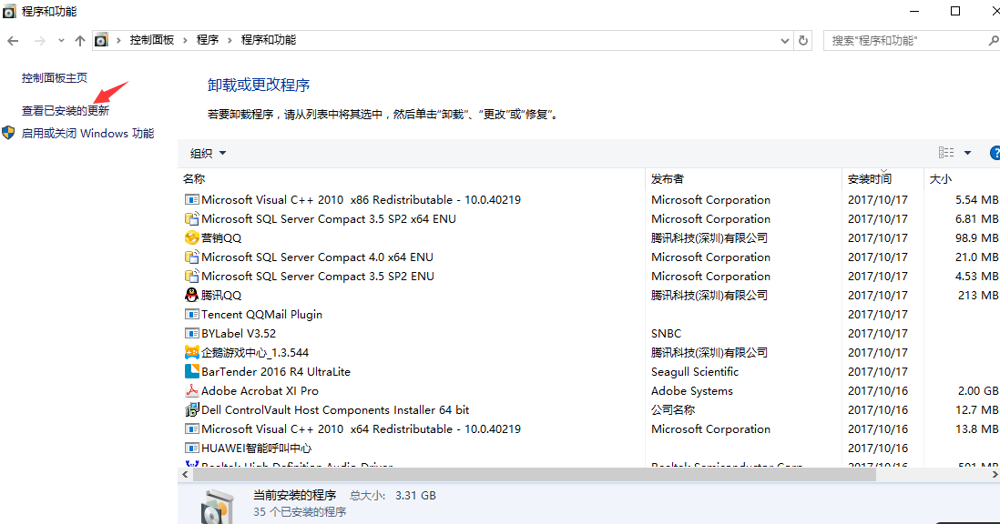 程序和功能
控制面板 › 程序 › 程序和功能
搜索"程序和功能"
控制面板主页
查看已安装的更新
启用或关闭 Windows 功能
卸载或更改程序
若要卸载程序，请从列表中将其选中，然后单击“卸载”、“更改”或“修复”。
组织
名称 发布者 安装时间 大小
Microsoft Visual C++ 2010 x86 Redistributable - 10.0.40219 Microsoft Corporation 2017/10/17 5.54 MB
Microsoft SQL Server Compact 3.5 SP2 x64 ENU Microsoft Corporation 2017/10/17 6.81 MB
营销QQ 腾讯科技(深圳)有限公司 2017/10/17 98.9 MB
Microsoft SQL Server Compact 4.0 x64 ENU Microsoft Corporation 2017/10/17 21.0 MB
Microsoft SQL Server Compact 3.5 SP2 ENU Microsoft Corporation 2017/10/17 4.53 MB
腾讯QQ 腾讯科技(深圳)有限公司 2017/10/17 213 MB
Tencent QQMail Plugin 2017/10/17
BYLabel V3.52 SNBC 2017/10/17
企鹅游戏中心_1.3.544 腾讯科技(深圳)有限公司 2017/10/17
BarTender 2016 R4 UltraLite Seagull Scientific 2017/10/17
Adobe Acrobat XI Pro Adobe Systems 2017/10/16 2.00 GB
Dell ControlVault Host Components Installer 64 bit 公司名称 2017/10/16 12.7 MB
Microsoft Visual C++ 2010 x64 Redistributable - 10.0.40219 Microsoft Corporation 2017/10/16 13.8 MB
HUAWEI智能呼叫中心 2017/10/16
Realtek High Definition Audio Driver Realtek Semiconductor Corp. 2017/10/16 501 MB
当前安装的程序 总大小: 3.31 GB
35 个已安装的程序